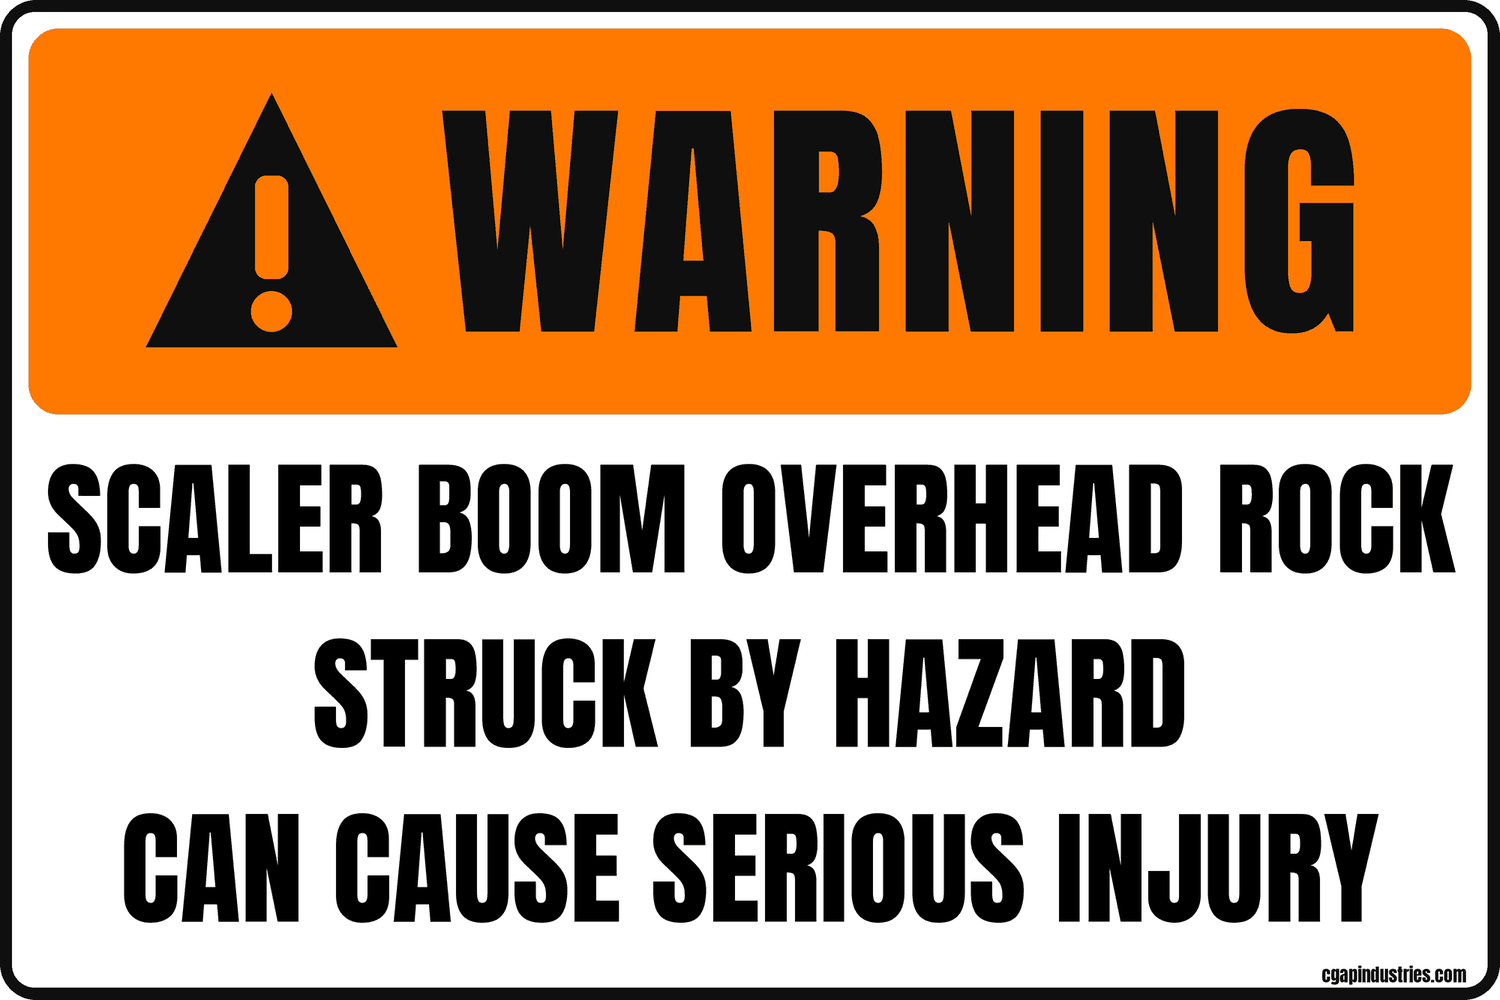 WARNING
SCALER BOOM OVERHEAD ROCK
STRUCK BY HAZARD
CAN CAUSE SERIOUS INJURY
cgapindustries.com